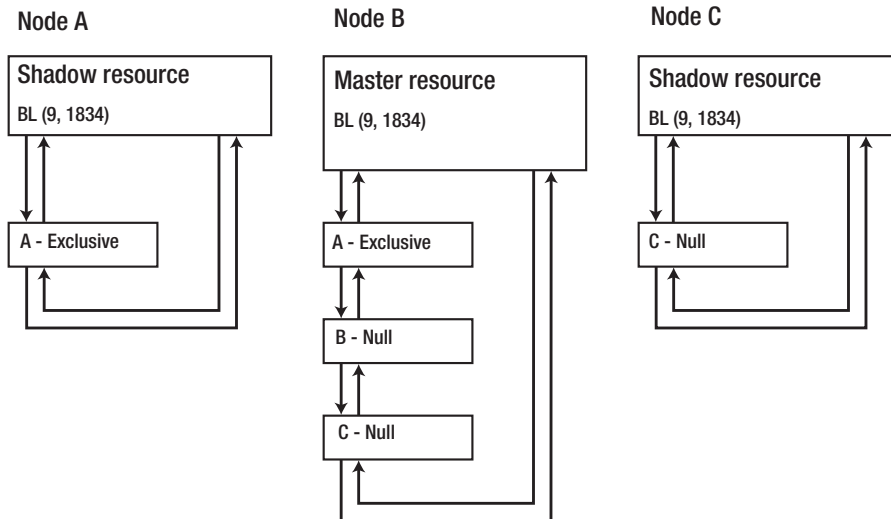 Node A
Shadow resource
BL (9, 1834)
A - Exclusive
Node B
Master resource
BL (9, 1834)
A - Exclusive
B - Null
C - Null
Node C
Shadow resource
BL (9, 1834)
C - Null